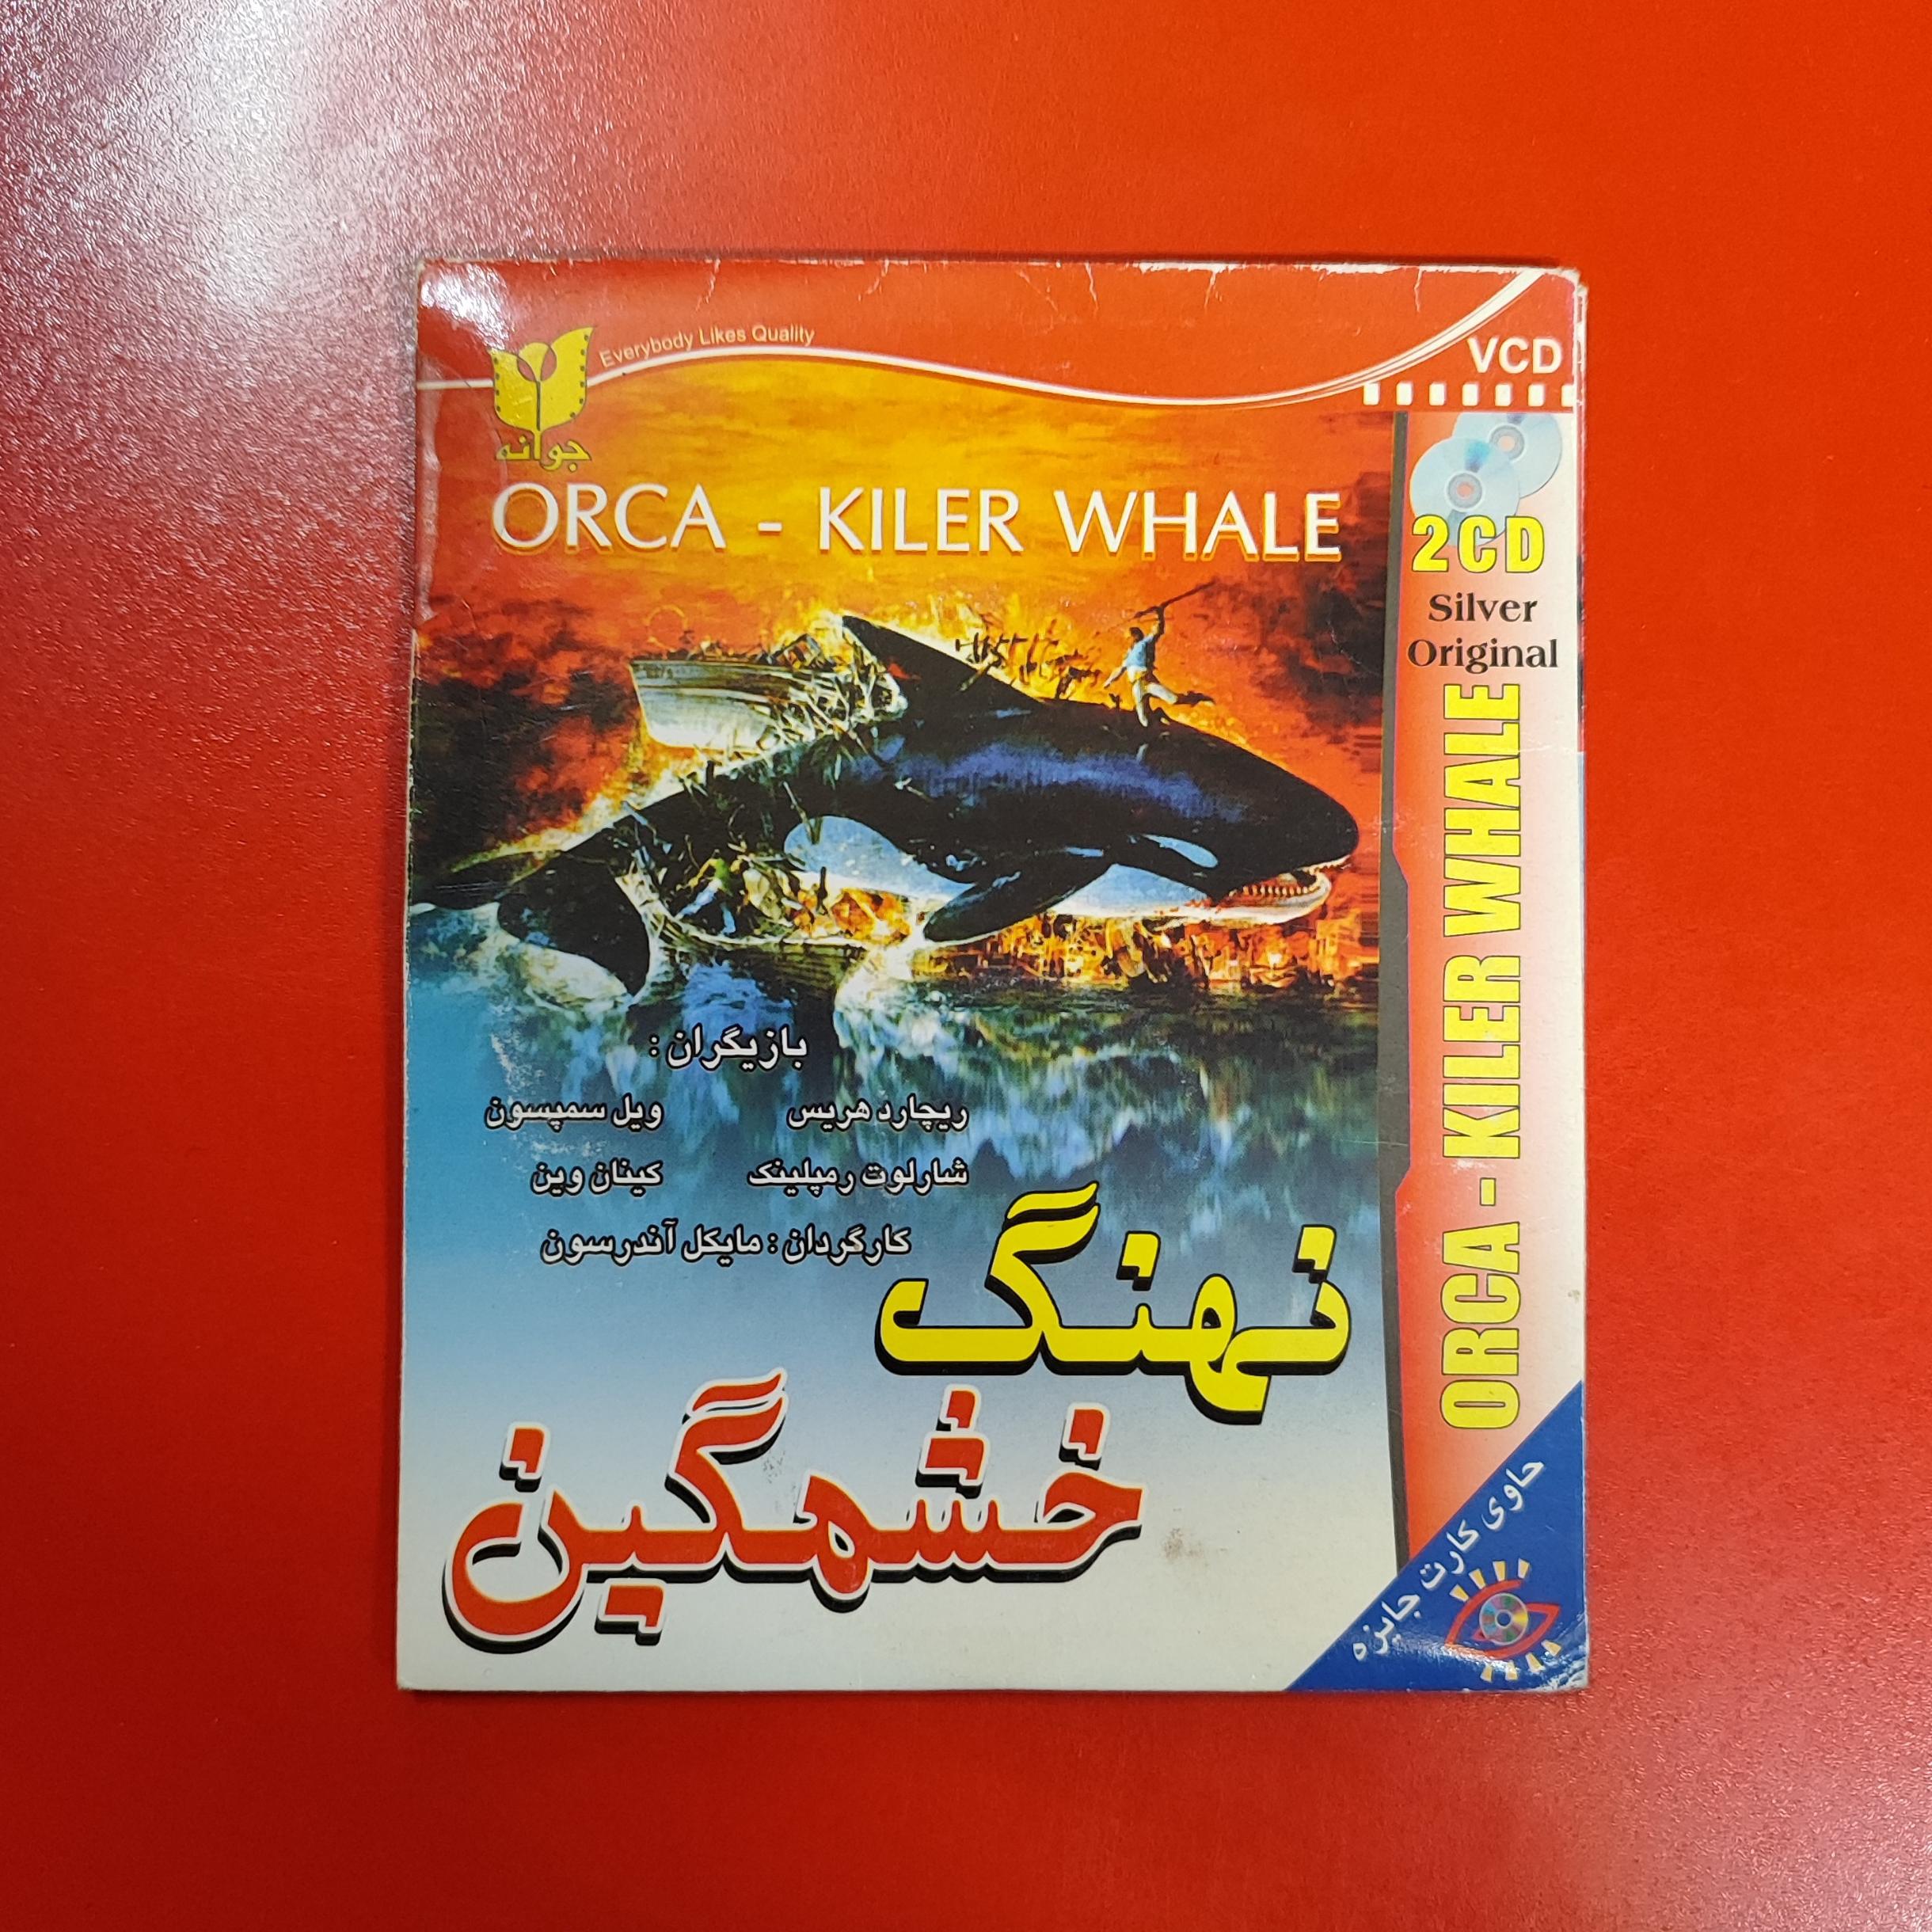 Everybody Likes Quality
VCD
جوانه
ORCA - KILER WHALE
2CD
Silver
Original
ORCA - KILER WHALE
بازیگران :
ریچارد هریس ویل سمپسون
شارلوت رمپلینک کینان وین
کارگردان : مایکل آندرسون
نهنگ
خشمگین
حاوی کارت جایزه